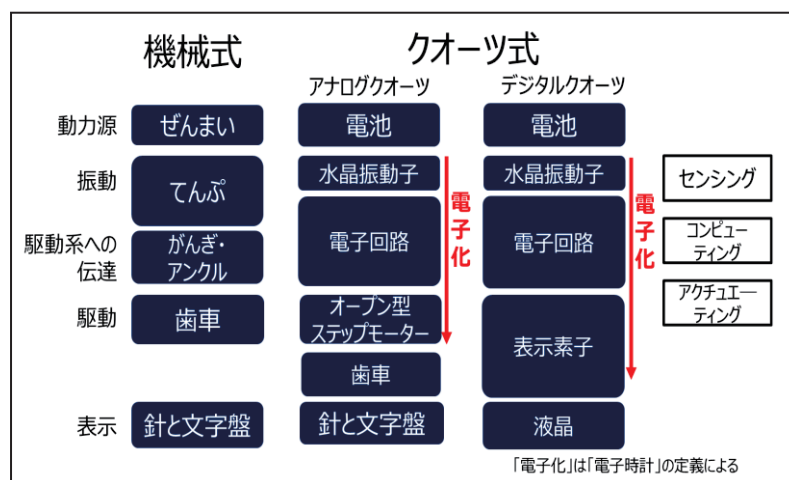 機械式
クオーツ式
アナログクオーツ
デジタルクオーツ
動力源
ぜんまい
電池
電池
振動
てんぷ
水晶振動子
水晶振動子
センシング
駆動系への
伝達
がんぎ・
アンクル
電子回路
電子回路
コンピュー
ティング
電子化
電子化
駆動
歯車
オープン型
ステップモーター
歯車
表示素子
アクチュエー
ティング
表示
針と文字盤
針と文字盤
液晶
「電子化」は「電子時計」の定義による